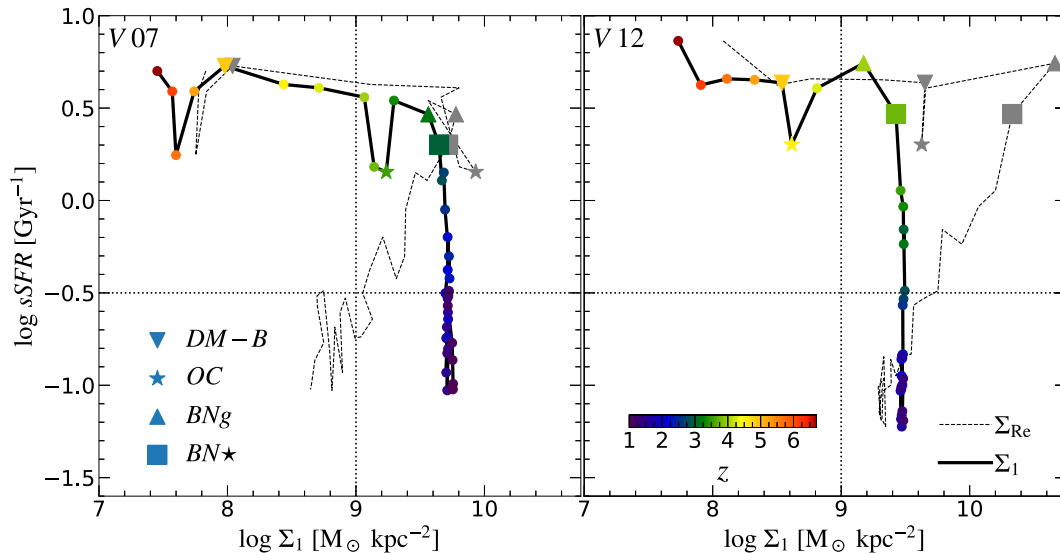 V 07
V 12
1.0
0.5
0.0
−0.5
−1.0
−1.5
log sSFR [Gyr⁻¹]
DM − B
OC
BNg
BN★
1 2 3 4 5 6
z
Σ_Re
Σ₁
7 8 9 10
8 9 10
log Σ₁ [M⊙ kpc⁻²]
log Σ₁ [M⊙ kpc⁻²]